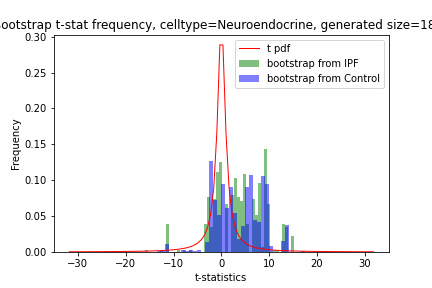 ootstrap t-stat frequency, celltype=Neuroendocrine, generated size=18
t pdf
bootstrap from IPF
bootstrap from Control
Frequency
0.30
0.25
0.20
0.15
0.10
0.05
0.00
−30 −20 −10 0 10 20 30
t-statistics